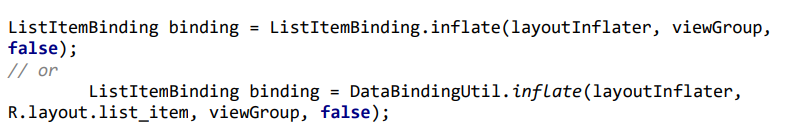 ListItemBinding binding = ListItemBinding.inflate(layoutInflater, viewGroup,
false);
// or
        ListItemBinding binding = DataBindingUtil.inflate(layoutInflater,
R.layout.list_item, viewGroup, false);